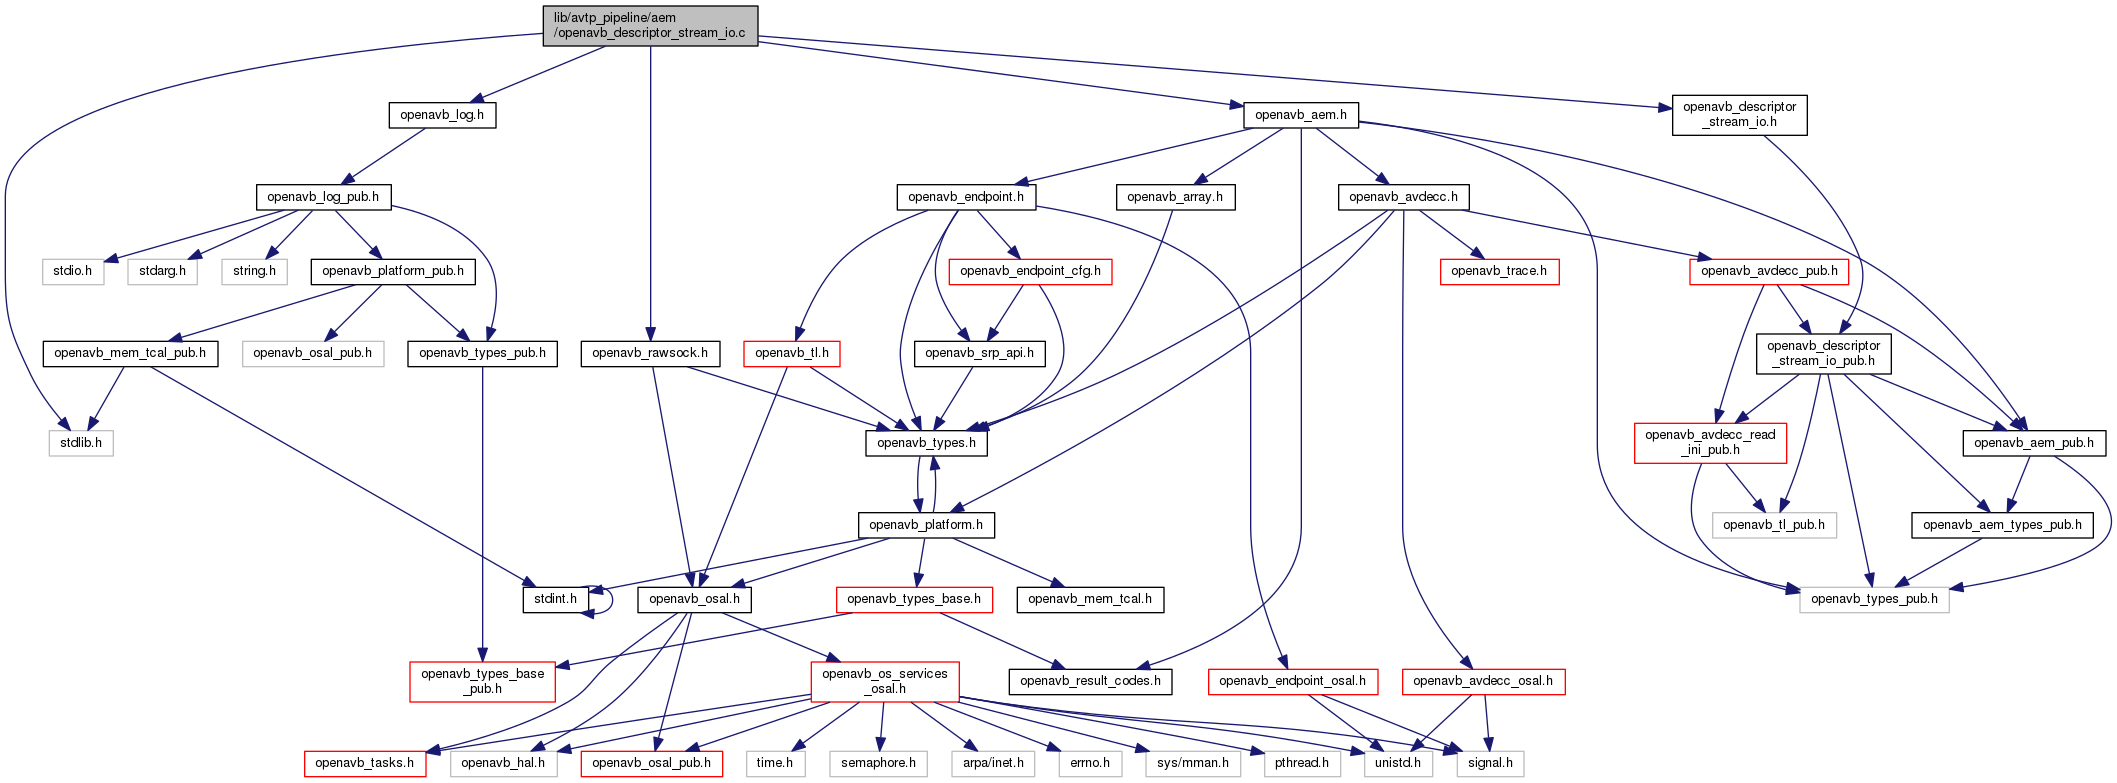 lib/avtp_pipeline/aem
/openavb_descriptor_stream_io.c
openavb_log.h
openavb_aem.h
openavb_descriptor
_stream_io.h
openavb_log_pub.h
openavb_endpoint.h
openavb_array.h
openavb_avdecc.h
stdio.h
stdarg.h
string.h
openavb_platform_pub.h
openavb_endpoint_cfg.h
openavb_trace.h
openavb_avdecc_pub.h
openavb_mem_tcal_pub.h
openavb_osal_pub.h
openavb_types_pub.h
openavb_rawsock.h
openavb_tl.h
openavb_srp_api.h
openavb_descriptor
_stream_io_pub.h
stdlib.h
openavb_types.h
openavb_avdecc_read
_ini_pub.h
openavb_aem_pub.h
openavb_platform.h
openavb_tl_pub.h
openavb_aem_types_pub.h
stdint.h
openavb_osal.h
openavb_types_base.h
openavb_mem_tcal.h
openavb_types_pub.h
openavb_types_base
_pub.h
openavb_os_services
_osal.h
openavb_result_codes.h
openavb_endpoint_osal.h
openavb_avdecc_osal.h
openavb_tasks.h
openavb_hal.h
openavb_osal_pub.h
time.h
semaphore.h
arpa/inet.h
errno.h
sys/mman.h
pthread.h
unistd.h
signal.h